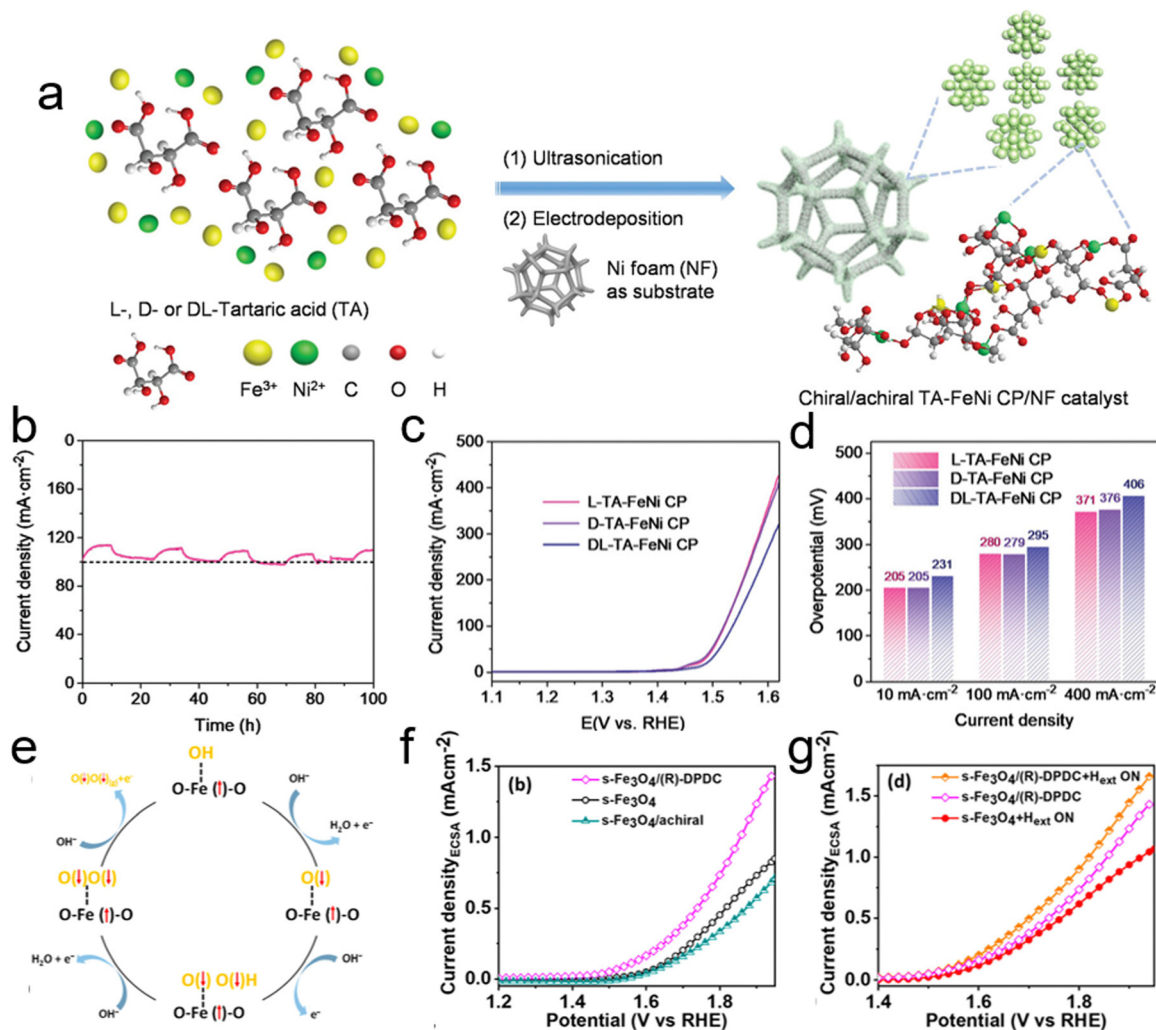 a
(1) Ultrasonication
(2) Electrodeposition
Ni foam (NF)
as substrate
L-, D- or DL-Tartaric acid (TA)
Fe³⁺ Ni²⁺ C O H
Chiral/achiral TA-FeNi CP/NF catalyst
b
Current density (mA·cm⁻²)
0
160
120
80
40
0
0 20 40 60 80 100
Time (h)
c
Current density (mA·cm⁻²)
500
400
300
200
100
0
L-TA-FeNi CP
D-TA-FeNi CP
DL-TA-FeNi CP
1.1 1.2 1.3 1.4 1.5 1.6
E(V vs. RHE)
d
Overpotential (mV)
500
400
300
200
100
L-TA-FeNi CP
D-TA-FeNi CP
DL-TA-FeNi CP
205 205 231
280 279 295
371 376 406
10 mA·cm⁻² 100 mA·cm⁻² 400 mA·cm⁻²
Current density
e
OH
O-Fe (↑)-O
OH⁻
H₂O + e⁻
O(↓)
O-Fe (↑)-O
OH⁻
e⁻
O(↓) O(↓)H
O-Fe (↑)-O
OH⁻
H₂O + e⁻
O(↓)O(↓)
O-Fe (↑)-O
OH⁻
O(↓)O(↓)₍g₎+e⁻
f
(b)
Current density_ECSA (mAcm⁻²)
1.5
1.0
0.5
0.0
s-Fe₃O₄/(R)-DPDC
s-Fe₃O₄
s-Fe₃O₄/achiral
1.2 1.4 1.6 1.8
Potential (V vs RHE)
g
(d)
Current density_ECSA (mAcm⁻²)
1.5
1.0
0.5
0.0
s-Fe₃O₄/(R)-DPDC+H_ext ON
s-Fe₃O₄/(R)-DPDC
s-Fe₃O₄+H_ext ON
1.4 1.6 1.8
Potential (V vs RHE)